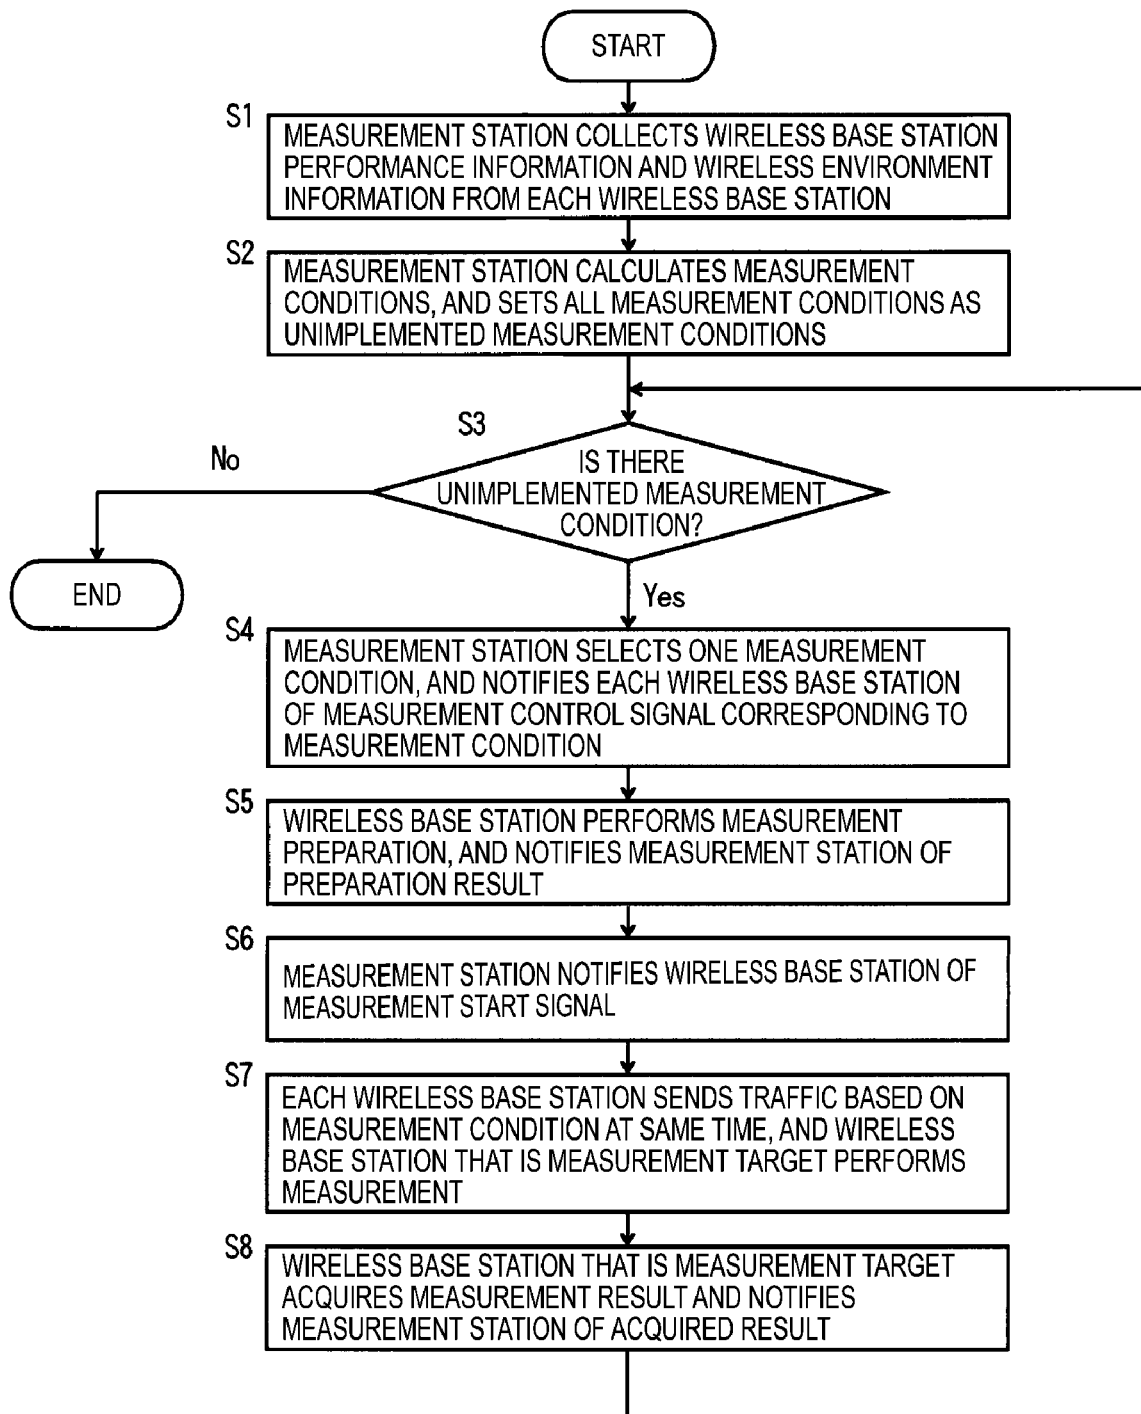 START
S1
MEASUREMENT STATION COLLECTS WIRELESS BASE STATION
PERFORMANCE INFORMATION AND WIRELESS ENVIRONMENT
INFORMATION FROM EACH WIRELESS BASE STATION
S2
MEASUREMENT STATION CALCULATES MEASUREMENT
CONDITIONS, AND SETS ALL MEASUREMENT CONDITIONS AS
UNIMPLEMENTED MEASUREMENT CONDITIONS
S3
IS THERE
UNIMPLEMENTED MEASUREMENT
CONDITION?
No
END
Yes
S4
MEASUREMENT STATION SELECTS ONE MEASUREMENT
CONDITION, AND NOTIFIES EACH WIRELESS BASE STATION
OF MEASUREMENT CONTROL SIGNAL CORRESPONDING TO
MEASUREMENT CONDITION
S5
WIRELESS BASE STATION PERFORMS MEASUREMENT
PREPARATION, AND NOTIFIES MEASUREMENT STATION OF
PREPARATION RESULT
S6
MEASUREMENT STATION NOTIFIES WIRELESS BASE STATION OF
MEASUREMENT START SIGNAL
S7
EACH WIRELESS BASE STATION SENDS TRAFFIC BASED ON
MEASUREMENT CONDITION AT SAME TIME, AND WIRELESS
BASE STATION THAT IS MEASUREMENT TARGET PERFORMS
MEASUREMENT
S8
WIRELESS BASE STATION THAT IS MEASUREMENT TARGET
ACQUIRES MEASUREMENT RESULT AND NOTIFIES
MEASUREMENT STATION OF ACQUIRED RESULT